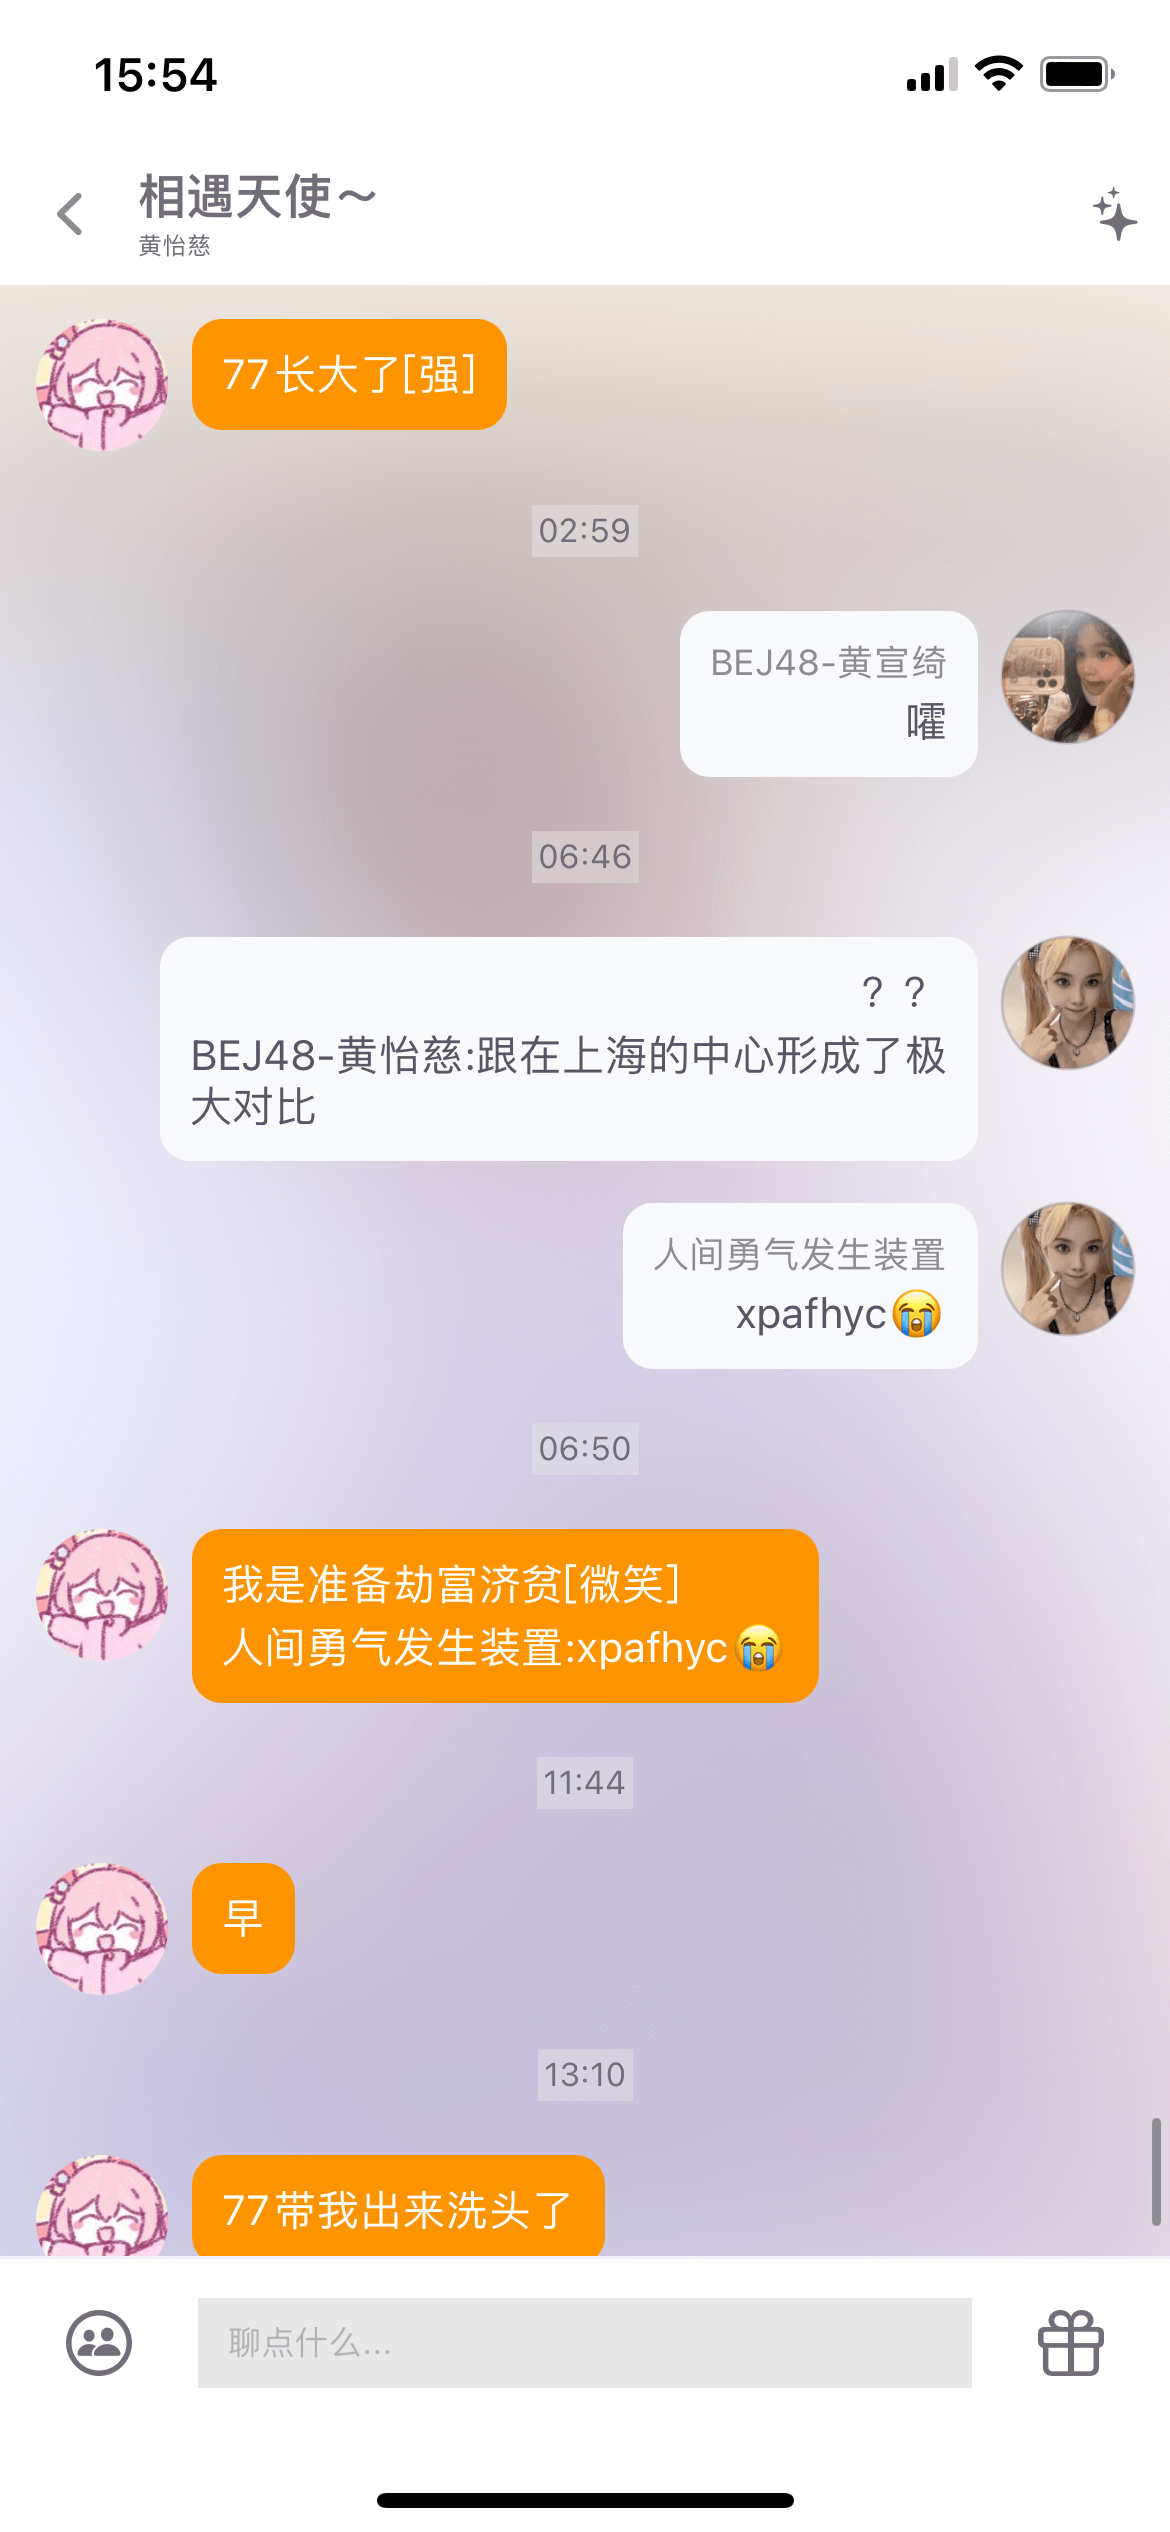 15:54
相遇天使～
黄怡慈
77长大了[强]
02:59
BEJ48-黄宣绮
嚯
06:46
？？
BEJ48-黄怡慈:跟在上海的中心形成了极
大对比
人间勇气发生装置
xpafhyc😭
06:50
我是准备劫富济贫[微笑]
人间勇气发生装置:xpafhyc😭
11:44
早
13:10
77带我出来洗头了
聊点什么...